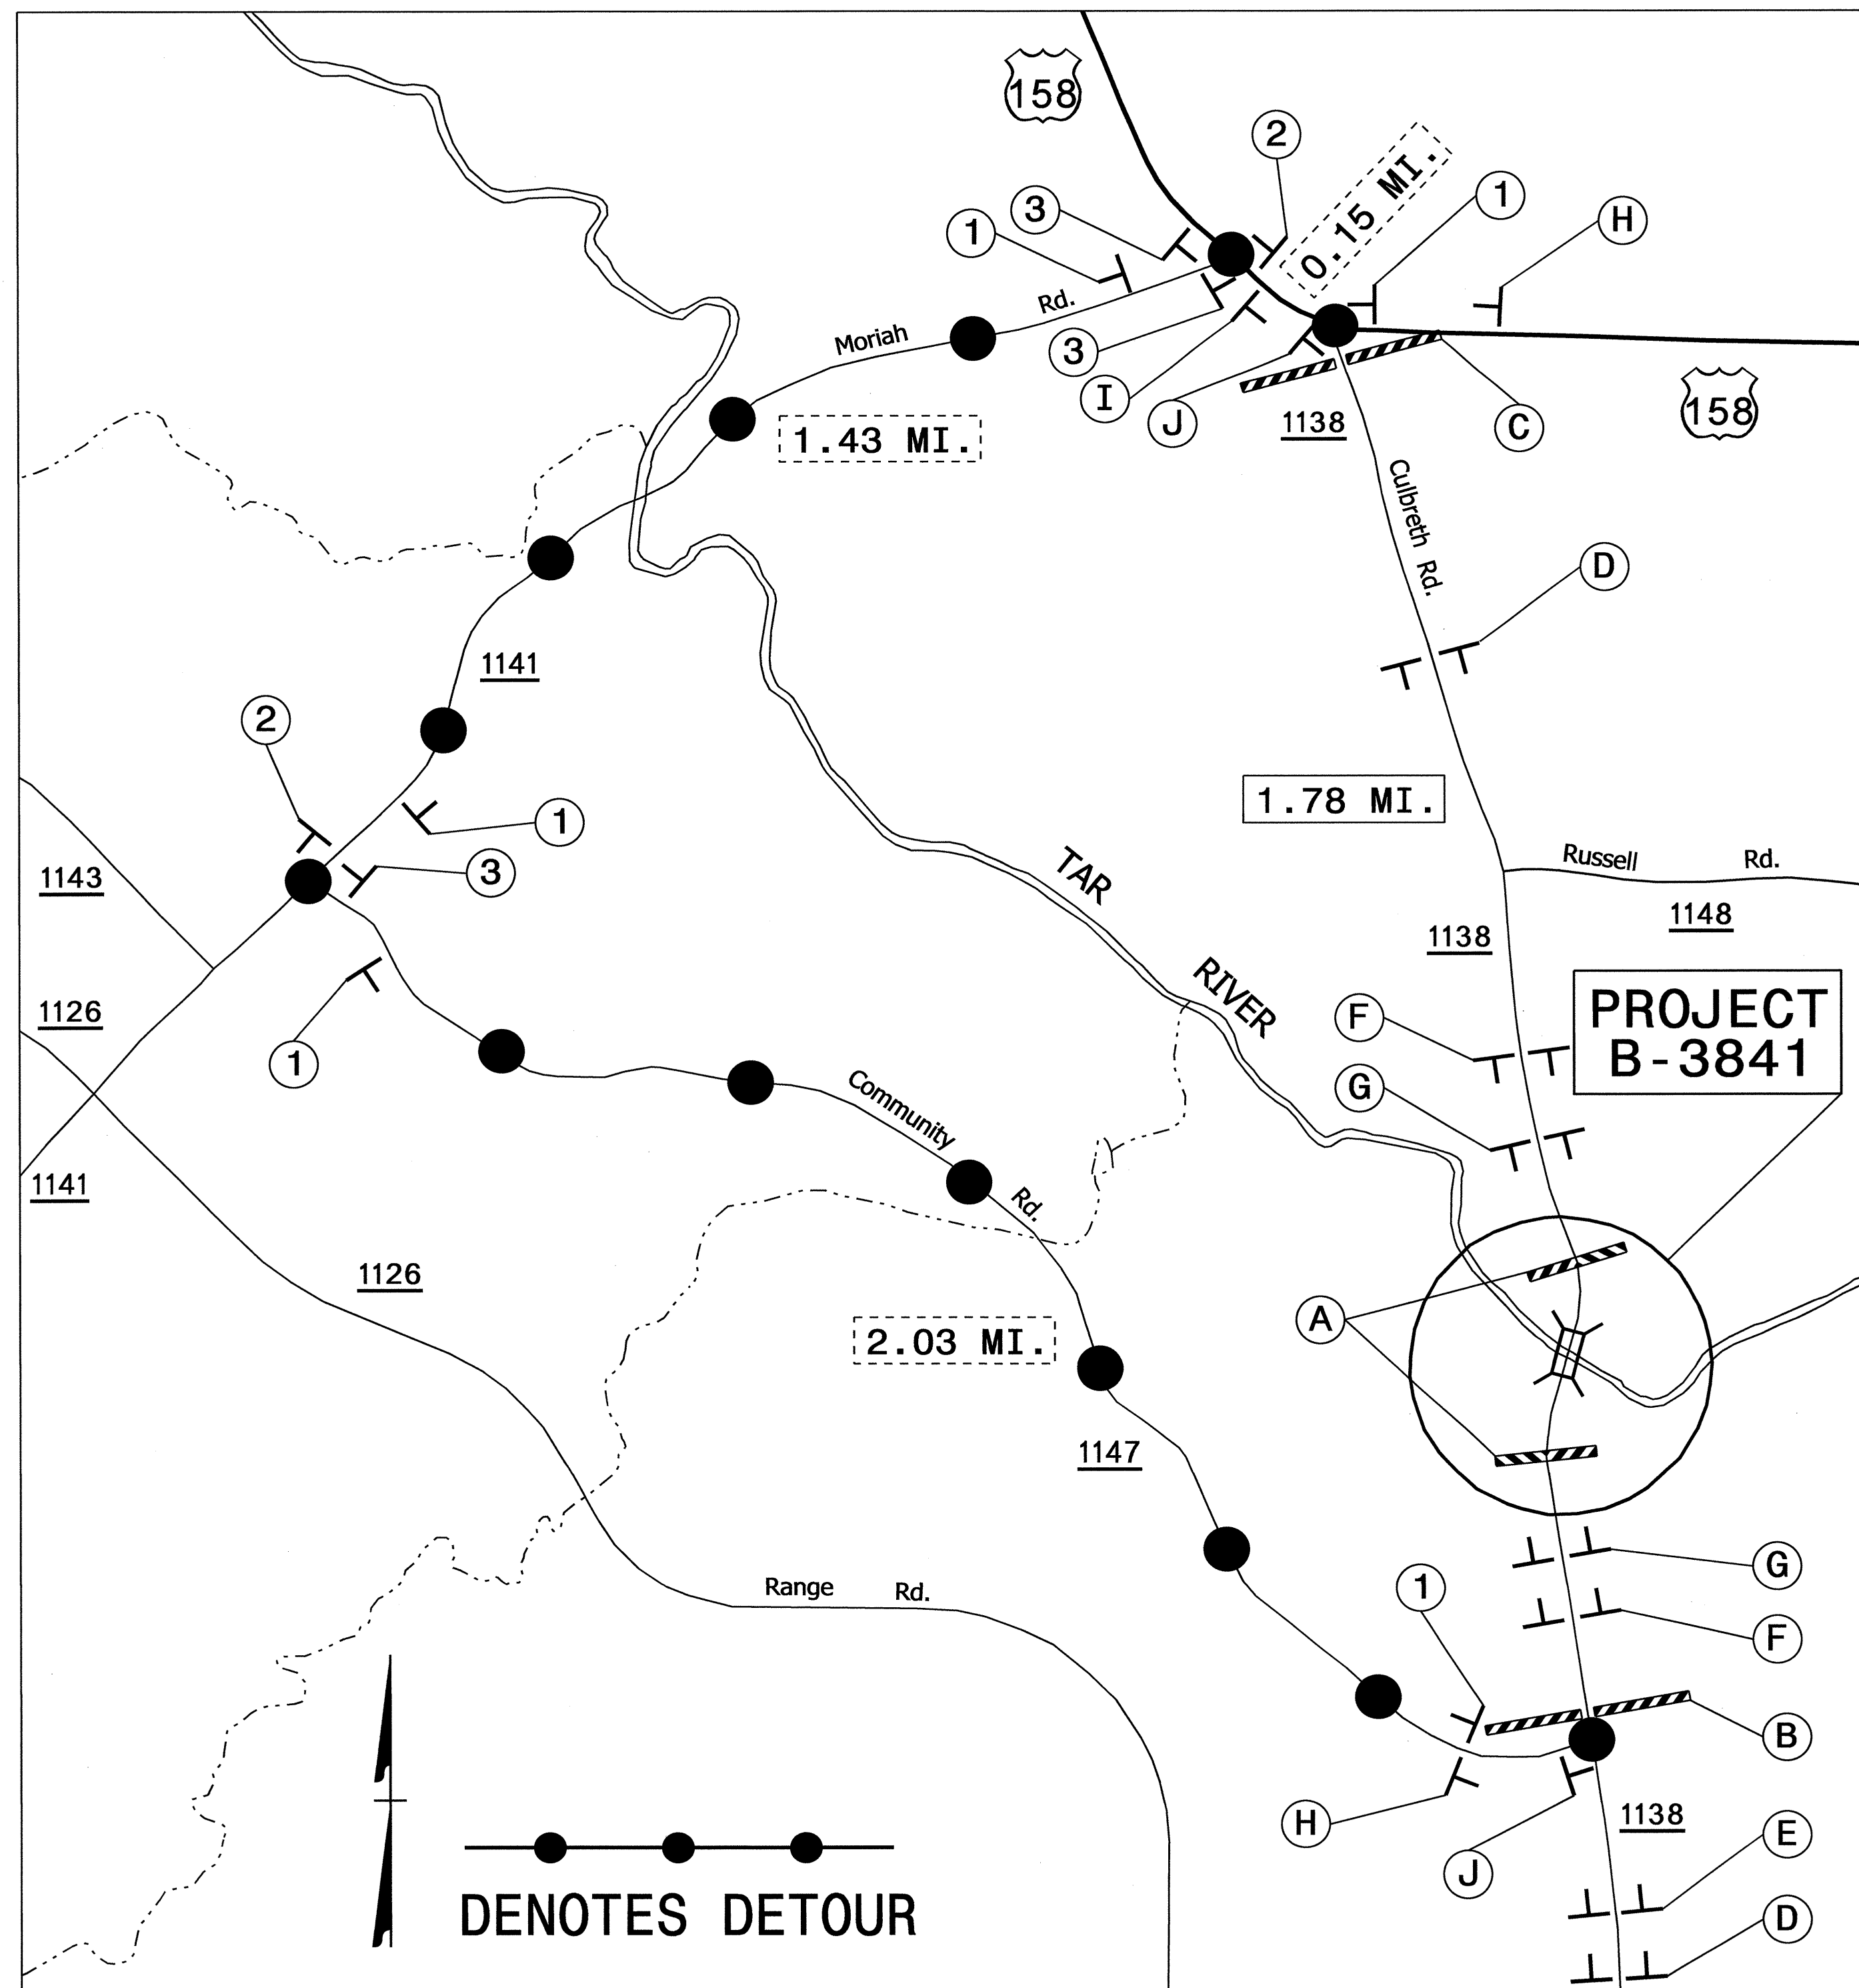 158
2
0.15 MI.
1
H
3
1
Rd.
Moriah
3
I
J
1138
C
158
1.43 MI.
Culbreth Rd.
D
1141
2
1
3
1.78 MI.
Russell Rd.
1148
1143
TAR
RIVER
1138
PROJECT
B-3841
F
G
1126
1
Community
Rd.
1141
1126
A
2.03 MI.
1147
G
1
F
Range Rd.
B
H
J
1138
E
D
DENOTES DETOUR